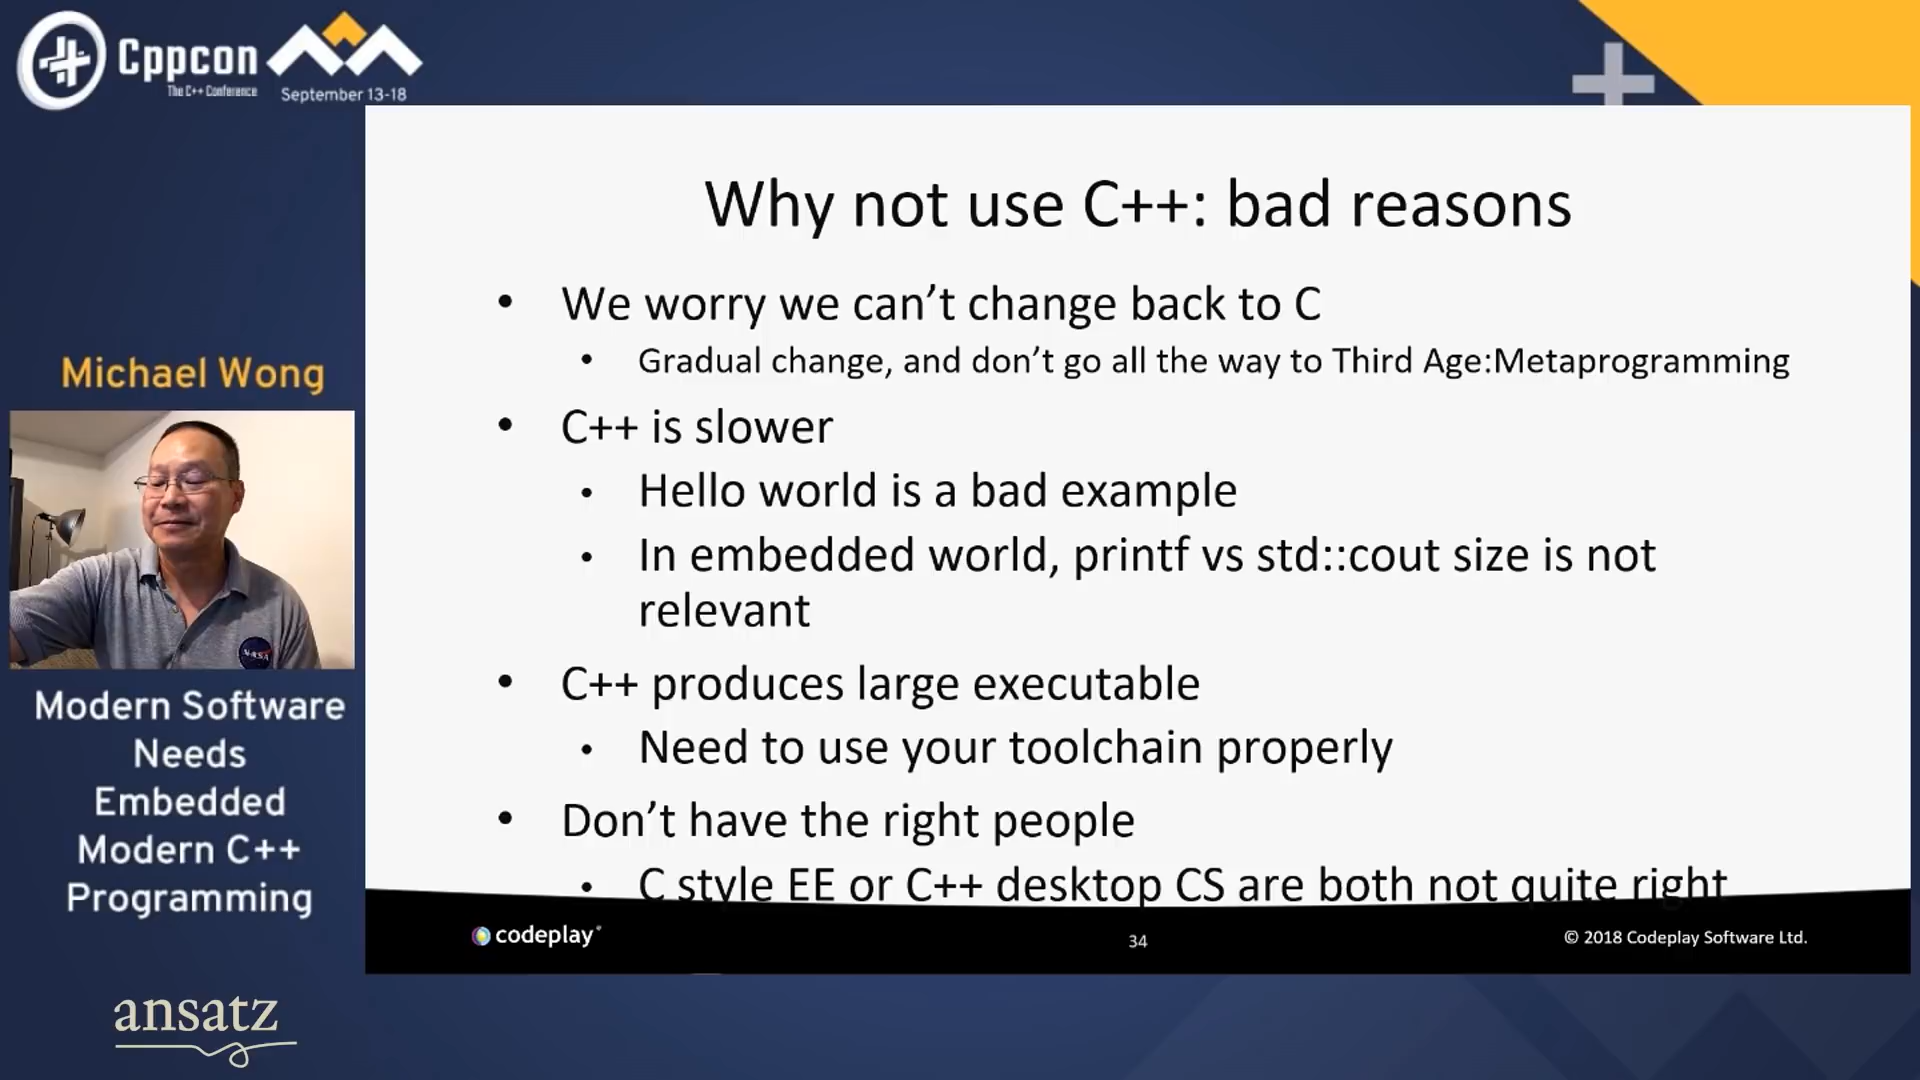 Cppcon
The C++ Conference
September 13-18
Michael Wong
Modern Software
Needs
Embedded
Modern C++
Programming
ansatz
Why not use C++: bad reasons
• We worry we can’t change back to C
• Gradual change, and don’t go all the way to Third Age:Metaprogramming
• C++ is slower
• Hello world is a bad example
• In embedded world, printf vs std::cout size is not
relevant
• C++ produces large executable
• Need to use your toolchain properly
• Don’t have the right people
• C style EE or C++ desktop CS are both not quite right
codeplay
34
© 2018 Codeplay Software Ltd.
NASA